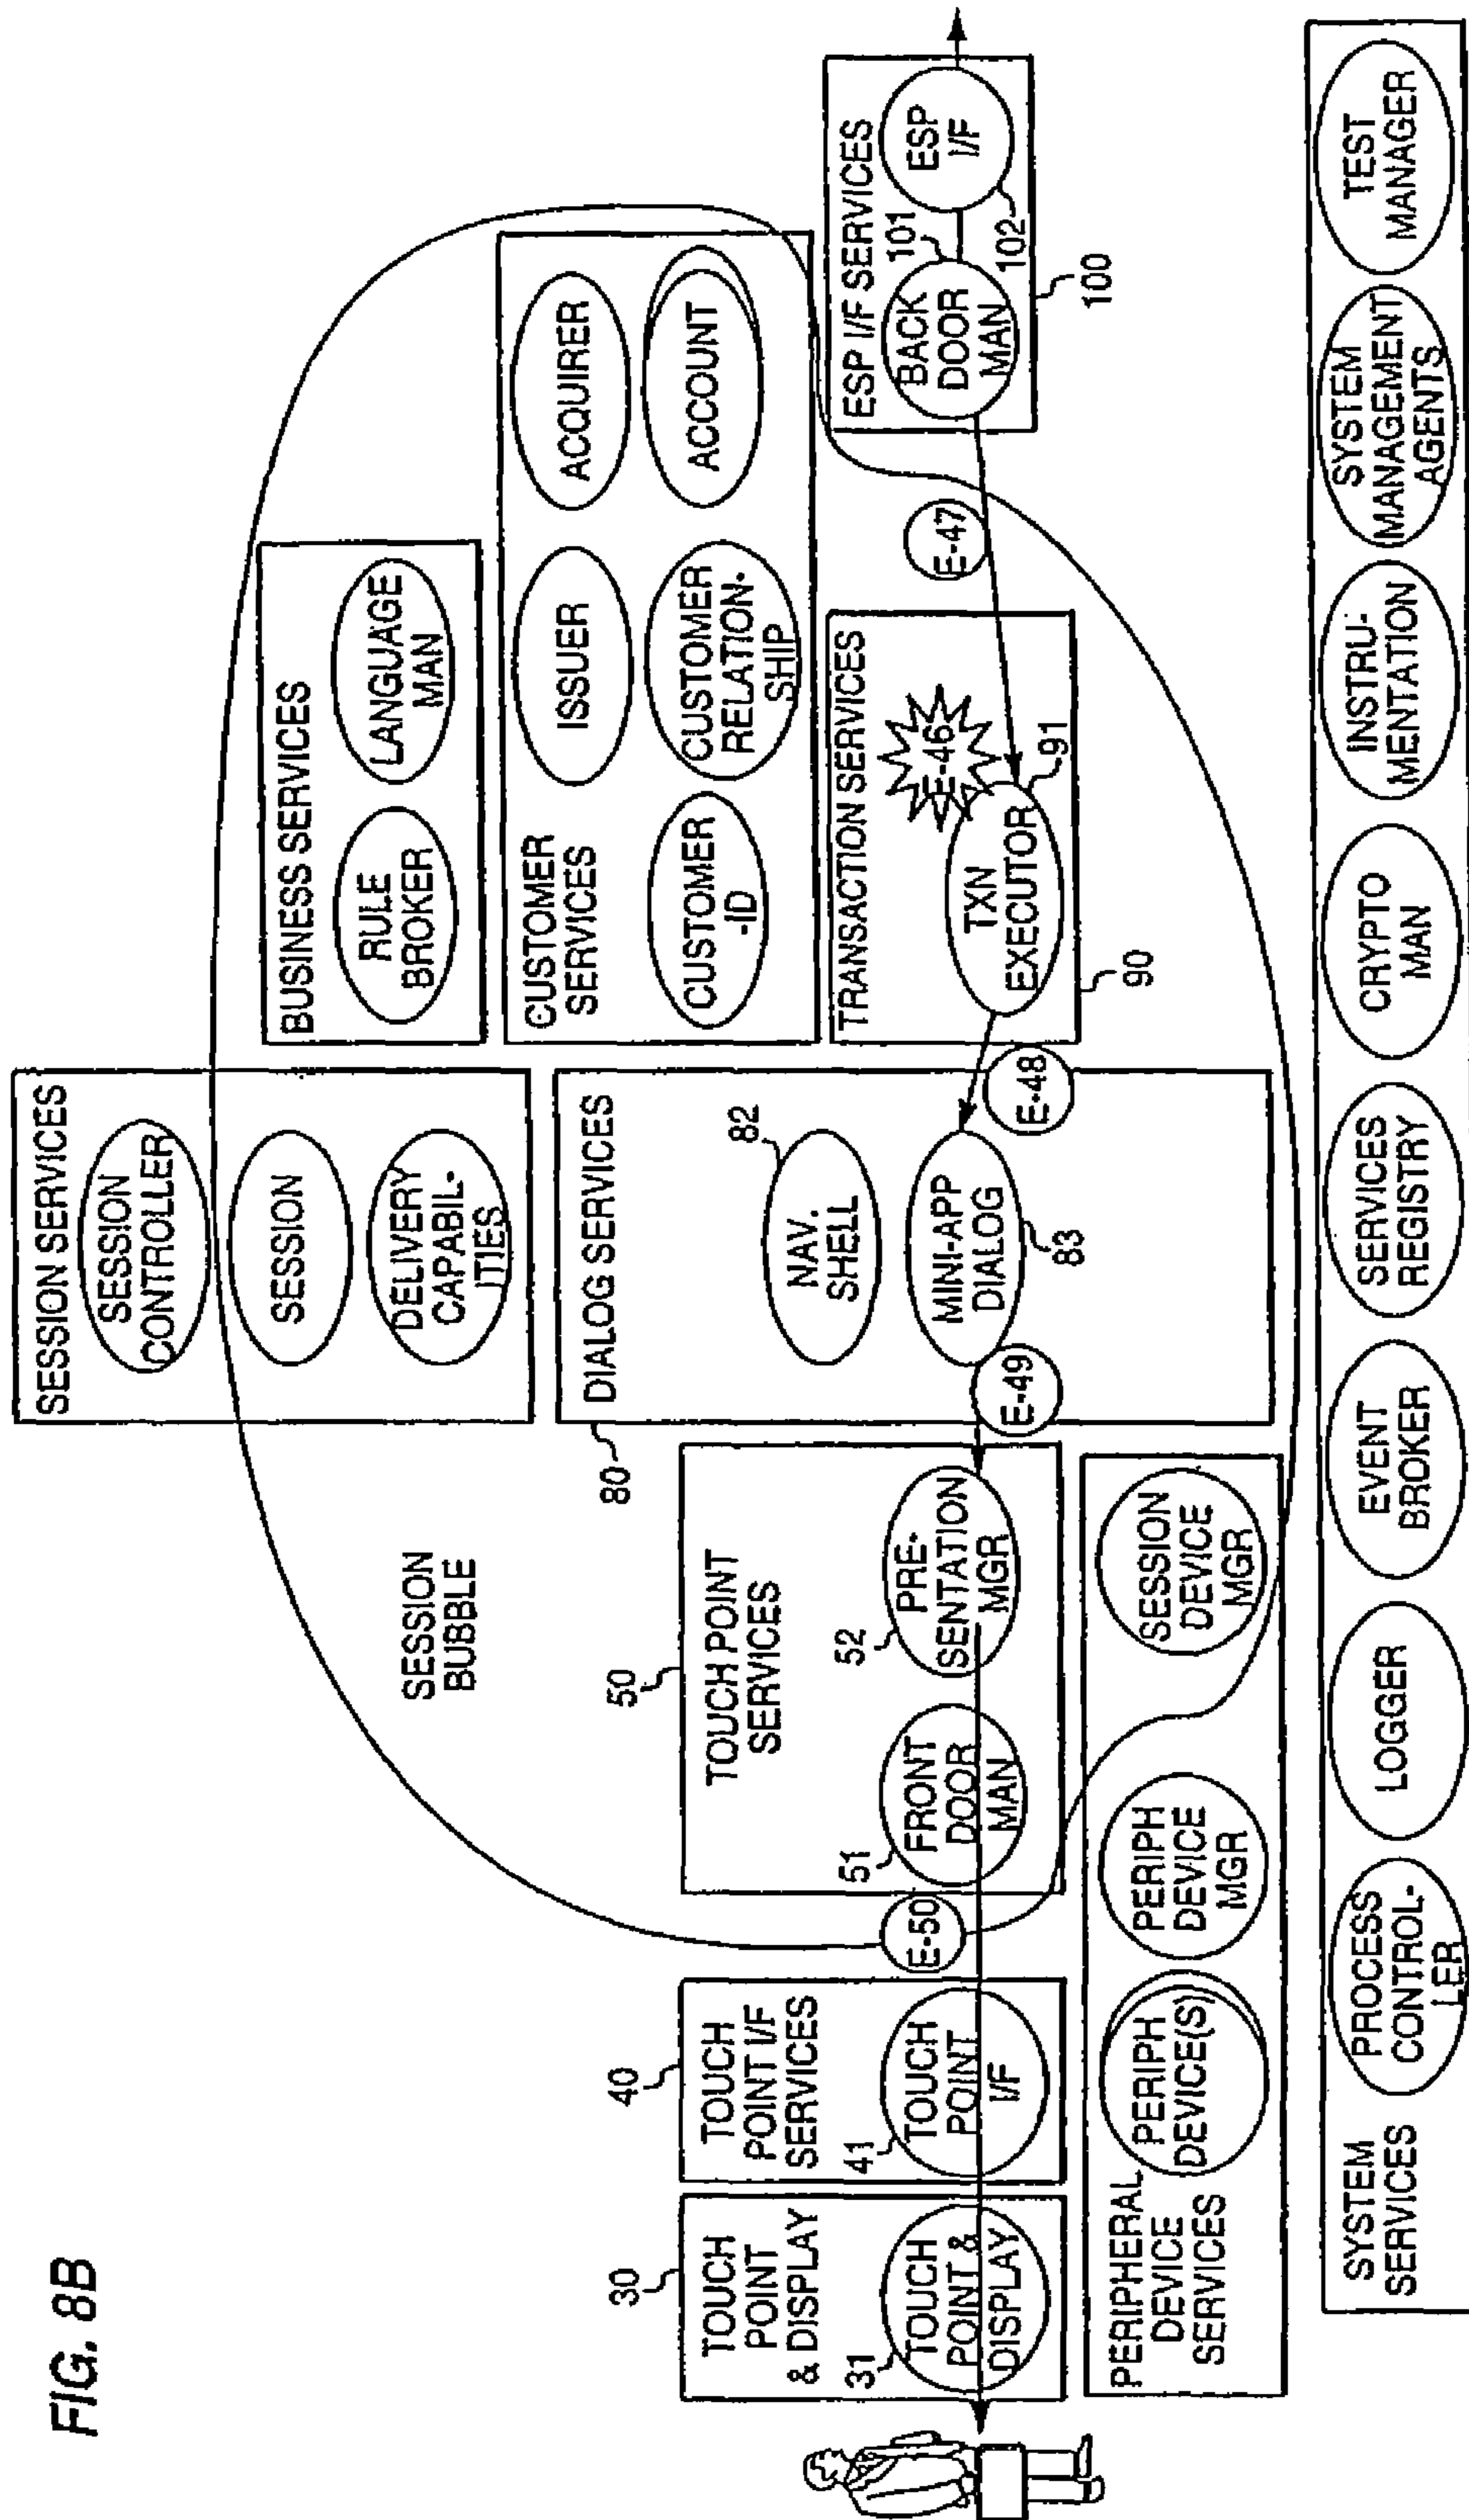 FIG. 8B
SESSION SERVICES
SESSION
CONTROLLER
SESSION
DELIVERY
CAPABIL-
ITIES
SESSION
BUBBLE
BUSINESS SERVICES
RULE
BROKER
LANGUAGE
MAN
CUSTOMER
SERVICES
ISSUER
ACQUIRER
CUSTOMER
-ID
CUSTOMER
RELATION-
SHIP
ACCOUNT
30
TOUCH
POINT
& DISPLAY
31
TOUCH
POINT &
DISPLAY
40
TOUCH
POINT I/F
SERVICES
41
TOUCH
POINT
I/F
E-50
50
TOUCH POINT
SERVICES
51
FRONT
DOOR
MAN
52
PRE-
SENTATION
MGR
80
DIALOG SERVICES
82
NAV.
SHELL
MINI-APP
DIALOG
83
E-49
E-48
TRANSACTION SERVICES
E-46
TXN
EXECUTOR
91
90
E-47
ESP I/F SERVICES
101
BACK
DOOR
MAN
ESP
I/F
102
100
PERIPHERAL
DEVICE
SERVICES
PERIPH
DEVICE(S)
PERIPH
DEVICE
MGR
SESSION
DEVICE
MGR
SYSTEM
SERVICES
PROCESS
CONTROL-
LER
LOGGER
EVENT
BROKER
SERVICES
REGISTRY
CRYPTO
MAN
INSTRU-
MENTATION
SYSTEM
MANAGEMENT
AGENTS
TEST
MANAGER